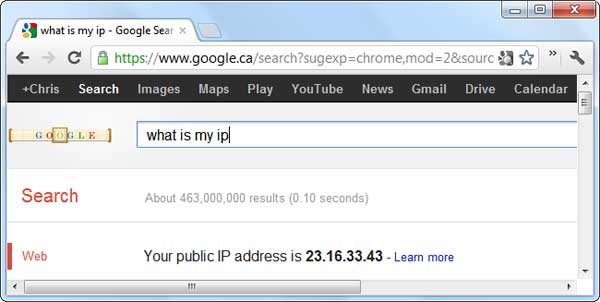 what is my ip - Google Sear
https://www.google.ca/search?sugexp=chrome,mod=2&sourc
+Chris Search Images Maps Play YouTube News Gmail Drive Calendar
GOOGLE what is my ip
Search About 463,000,000 results (0.10 seconds)
Web Your public IP address is 23.16.33.43 - Learn more